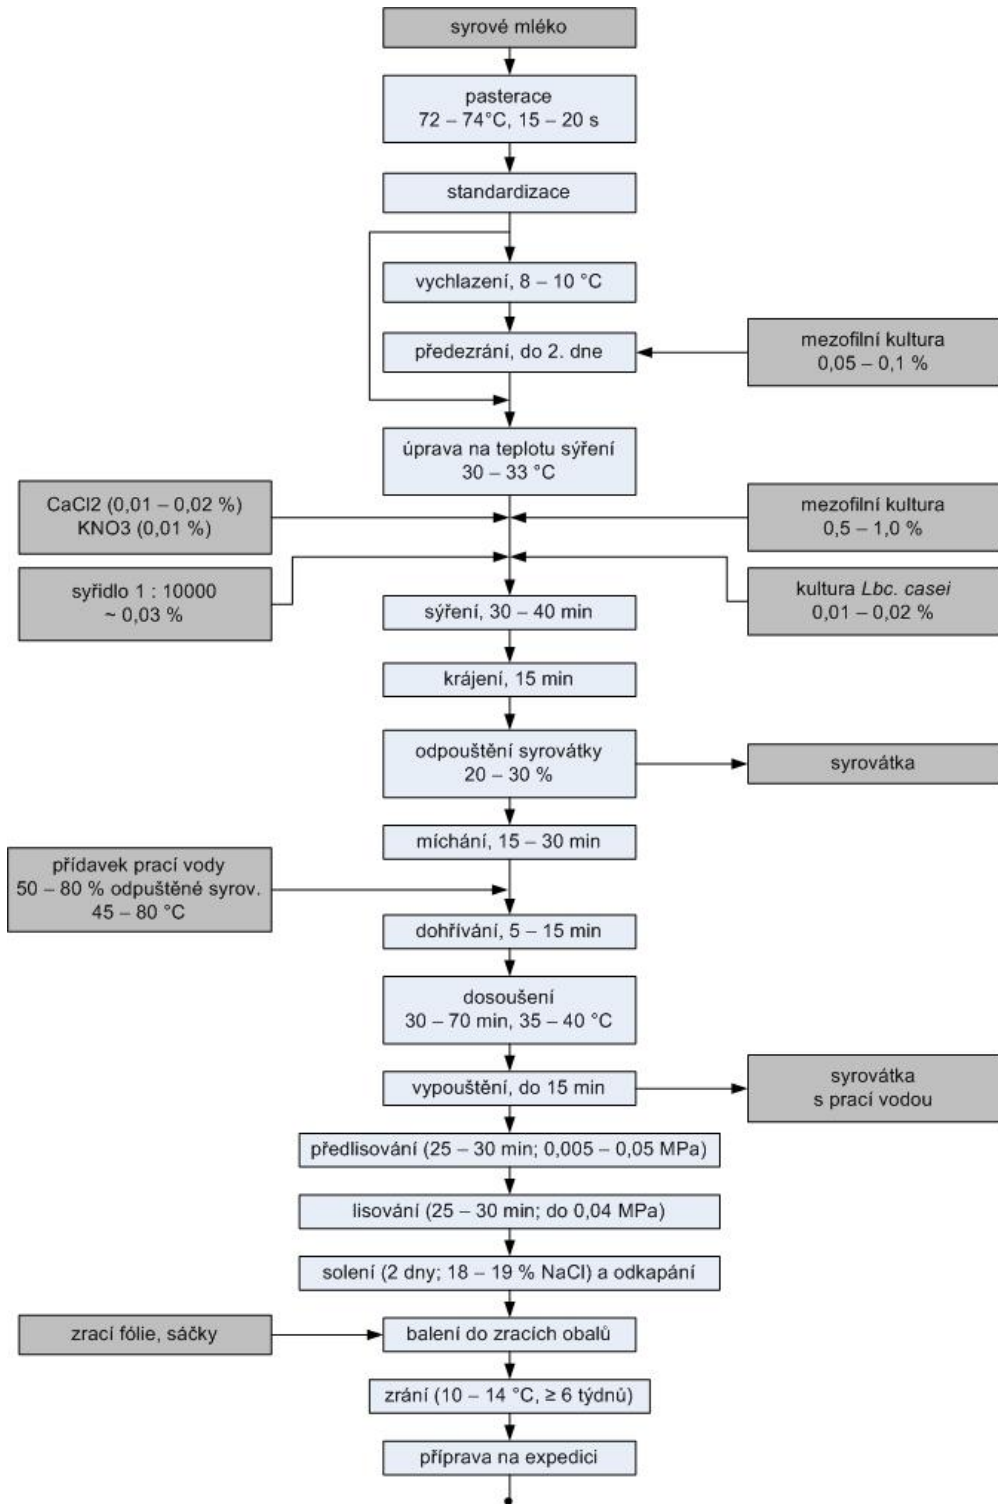 syrové mléko
pasterace
72 – 74°C, 15 – 20 s
standardizace
vychlazení, 8 – 10 °C
předezrání, do 2. dne
mezofilní kultura
0,05 – 0,1 %
úprava na teplotu sýření
30 – 33 °C
CaCl2 (0,01 – 0,02 %)
KNO3 (0,01 %)
mezofilní kultura
0,5 – 1,0 %
syřidlo 1 : 10000
~ 0,03 %
kultura Lbc. casei
0,01 – 0,02 %
sýření, 30 – 40 min
krájení, 15 min
odpouštění syrovátky
20 – 30 %
syrovátka
míchání, 15 – 30 min
přídavek prací vody
50 – 80 % odpuštěné syrov.
45 – 80 °C
dohřívání, 5 – 15 min
dosoušení
30 – 70 min, 35 – 40 °C
vypouštění, do 15 min
syrovátka
s prací vodou
předlisování (25 – 30 min; 0,005 – 0,05 MPa)
lisování (25 – 30 min; do 0,04 MPa)
solení (2 dny; 18 – 19 % NaCl) a odkapání
zrací fólie, sáčky
balení do zracích obalů
zrání (10 – 14 °C, ≥ 6 týdnů)
příprava na expedici